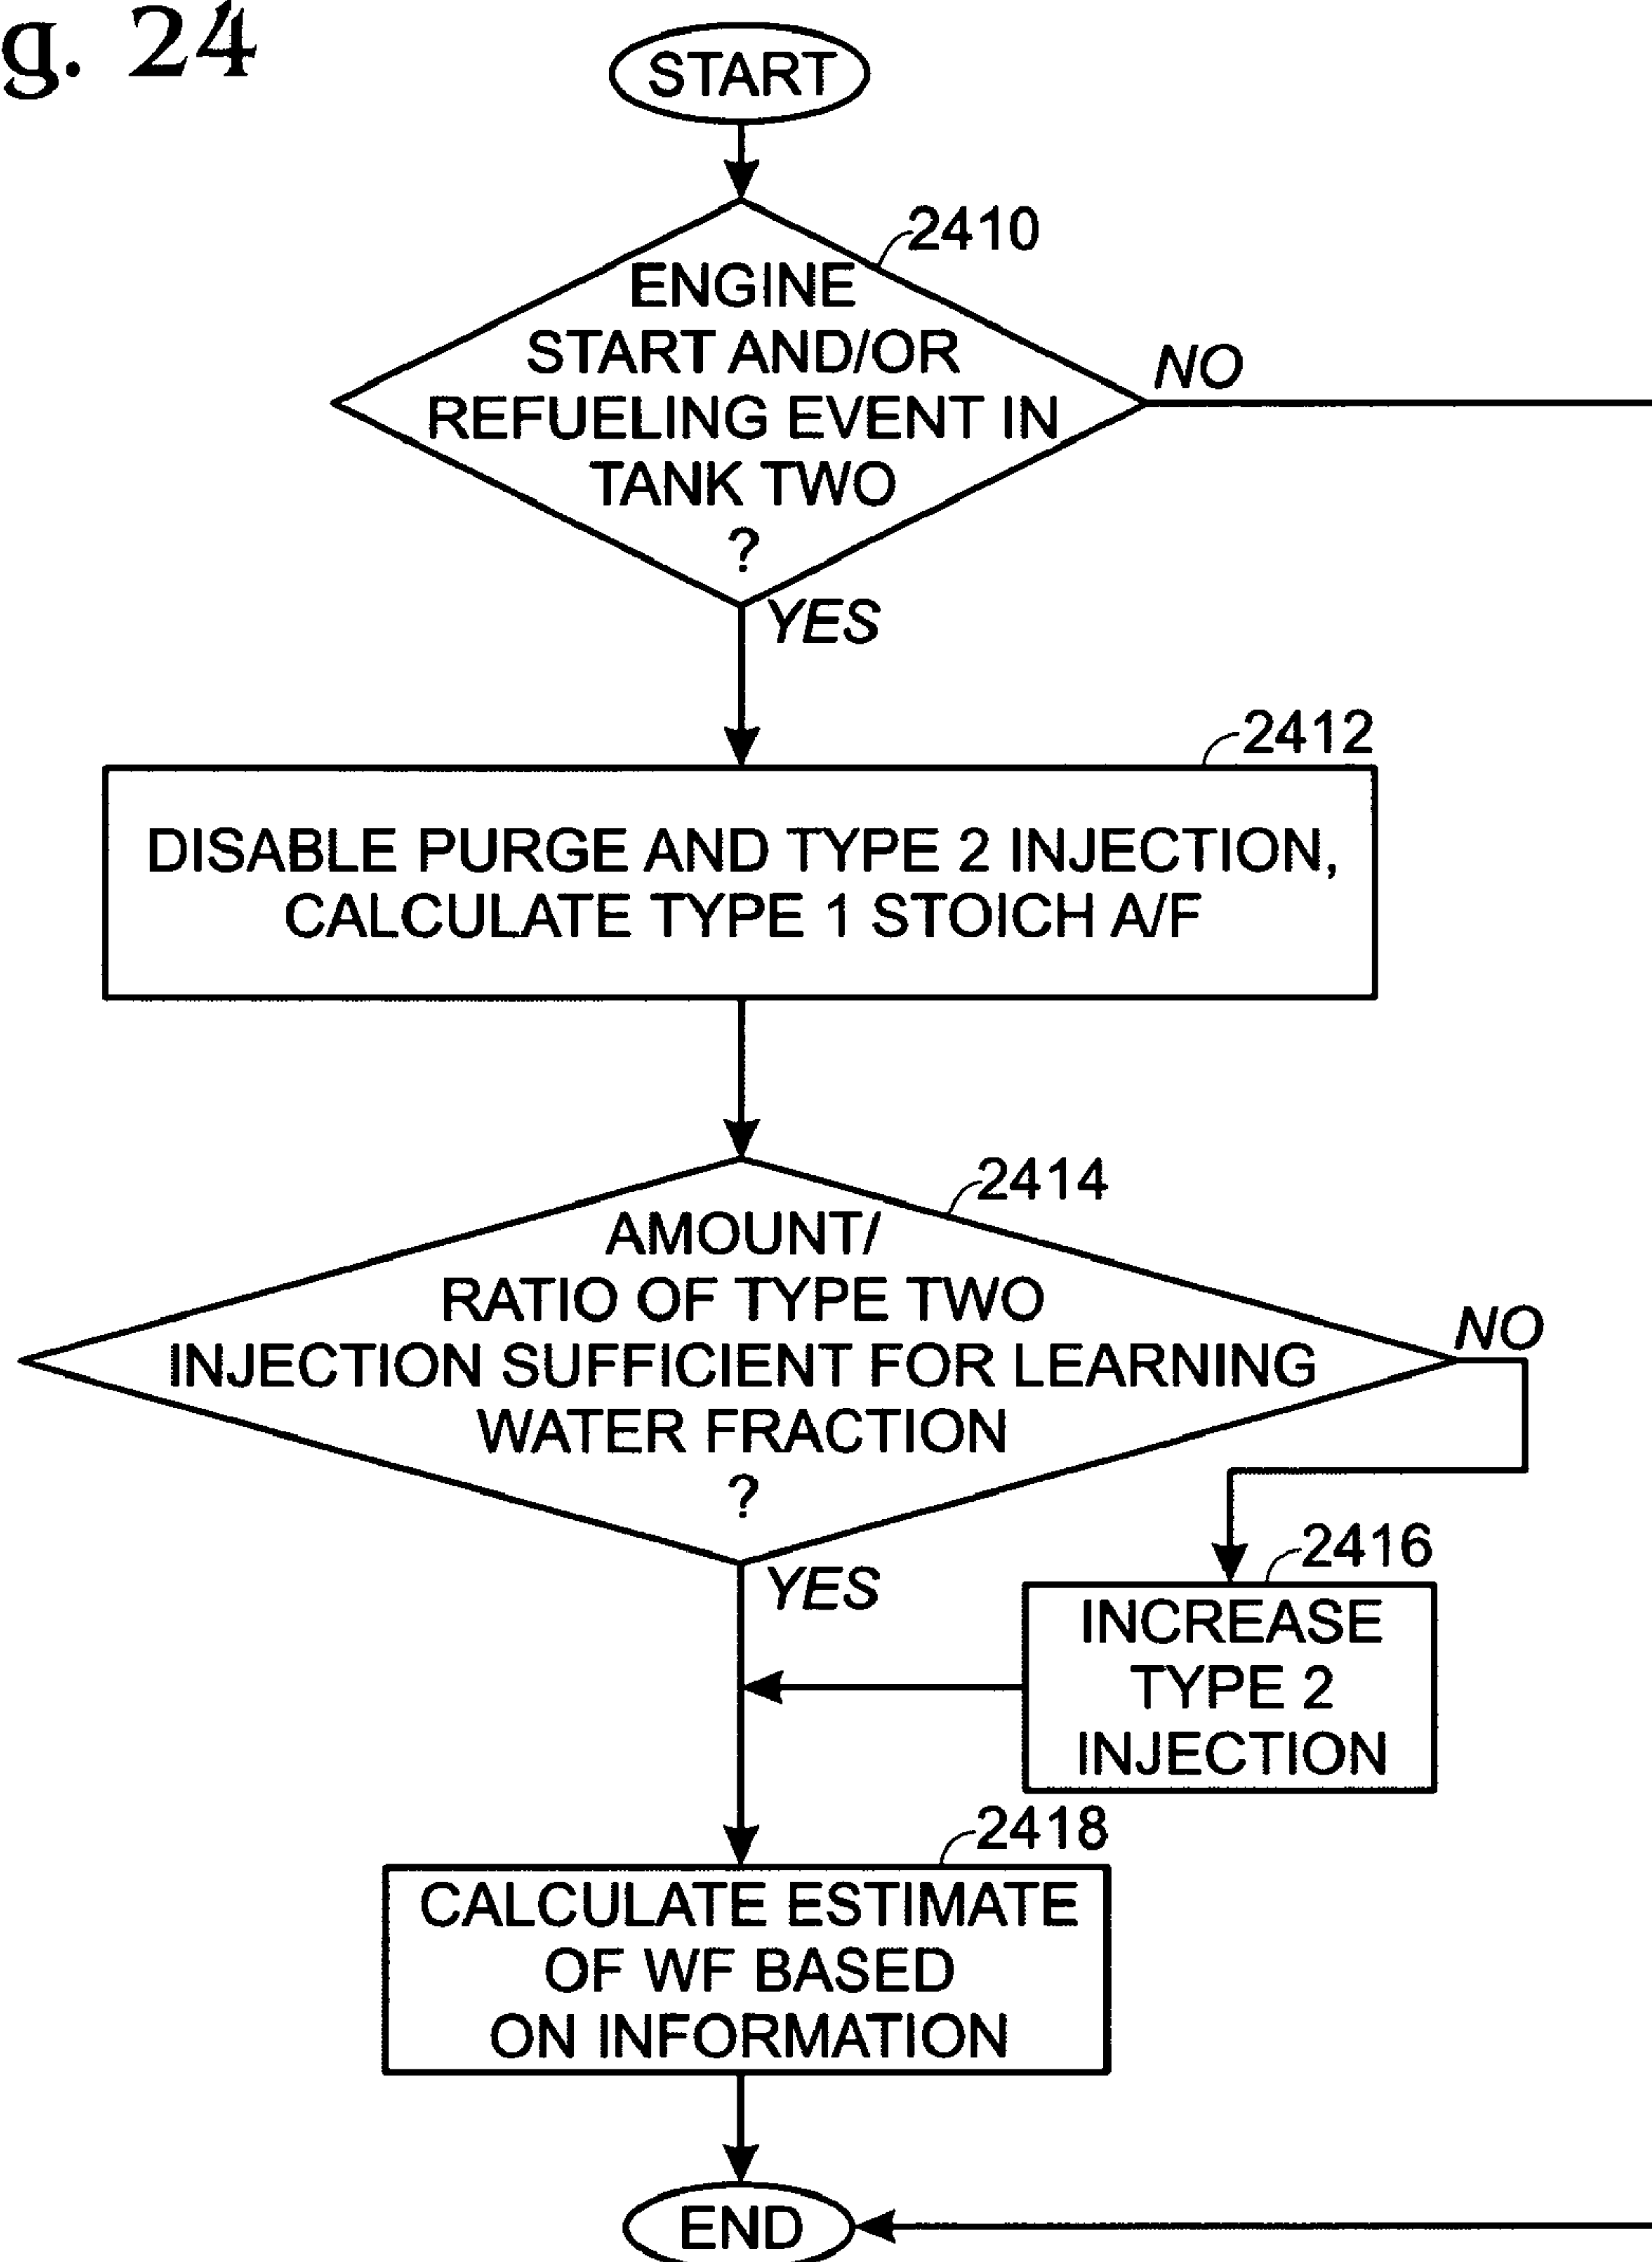 g. 24
START
2410
ENGINE
START AND/OR
REFUELING EVENT IN
TANK TWO
?
NO
YES
2412
DISABLE PURGE AND TYPE 2 INJECTION,
CALCULATE TYPE 1 STOICH A/F
2414
AMOUNT/
RATIO OF TYPE TWO
INJECTION SUFFICIENT FOR LEARNING
WATER FRACTION
?
NO
YES
2416
INCREASE
TYPE 2
INJECTION
2418
CALCULATE ESTIMATE
OF WF BASED
ON INFORMATION
END